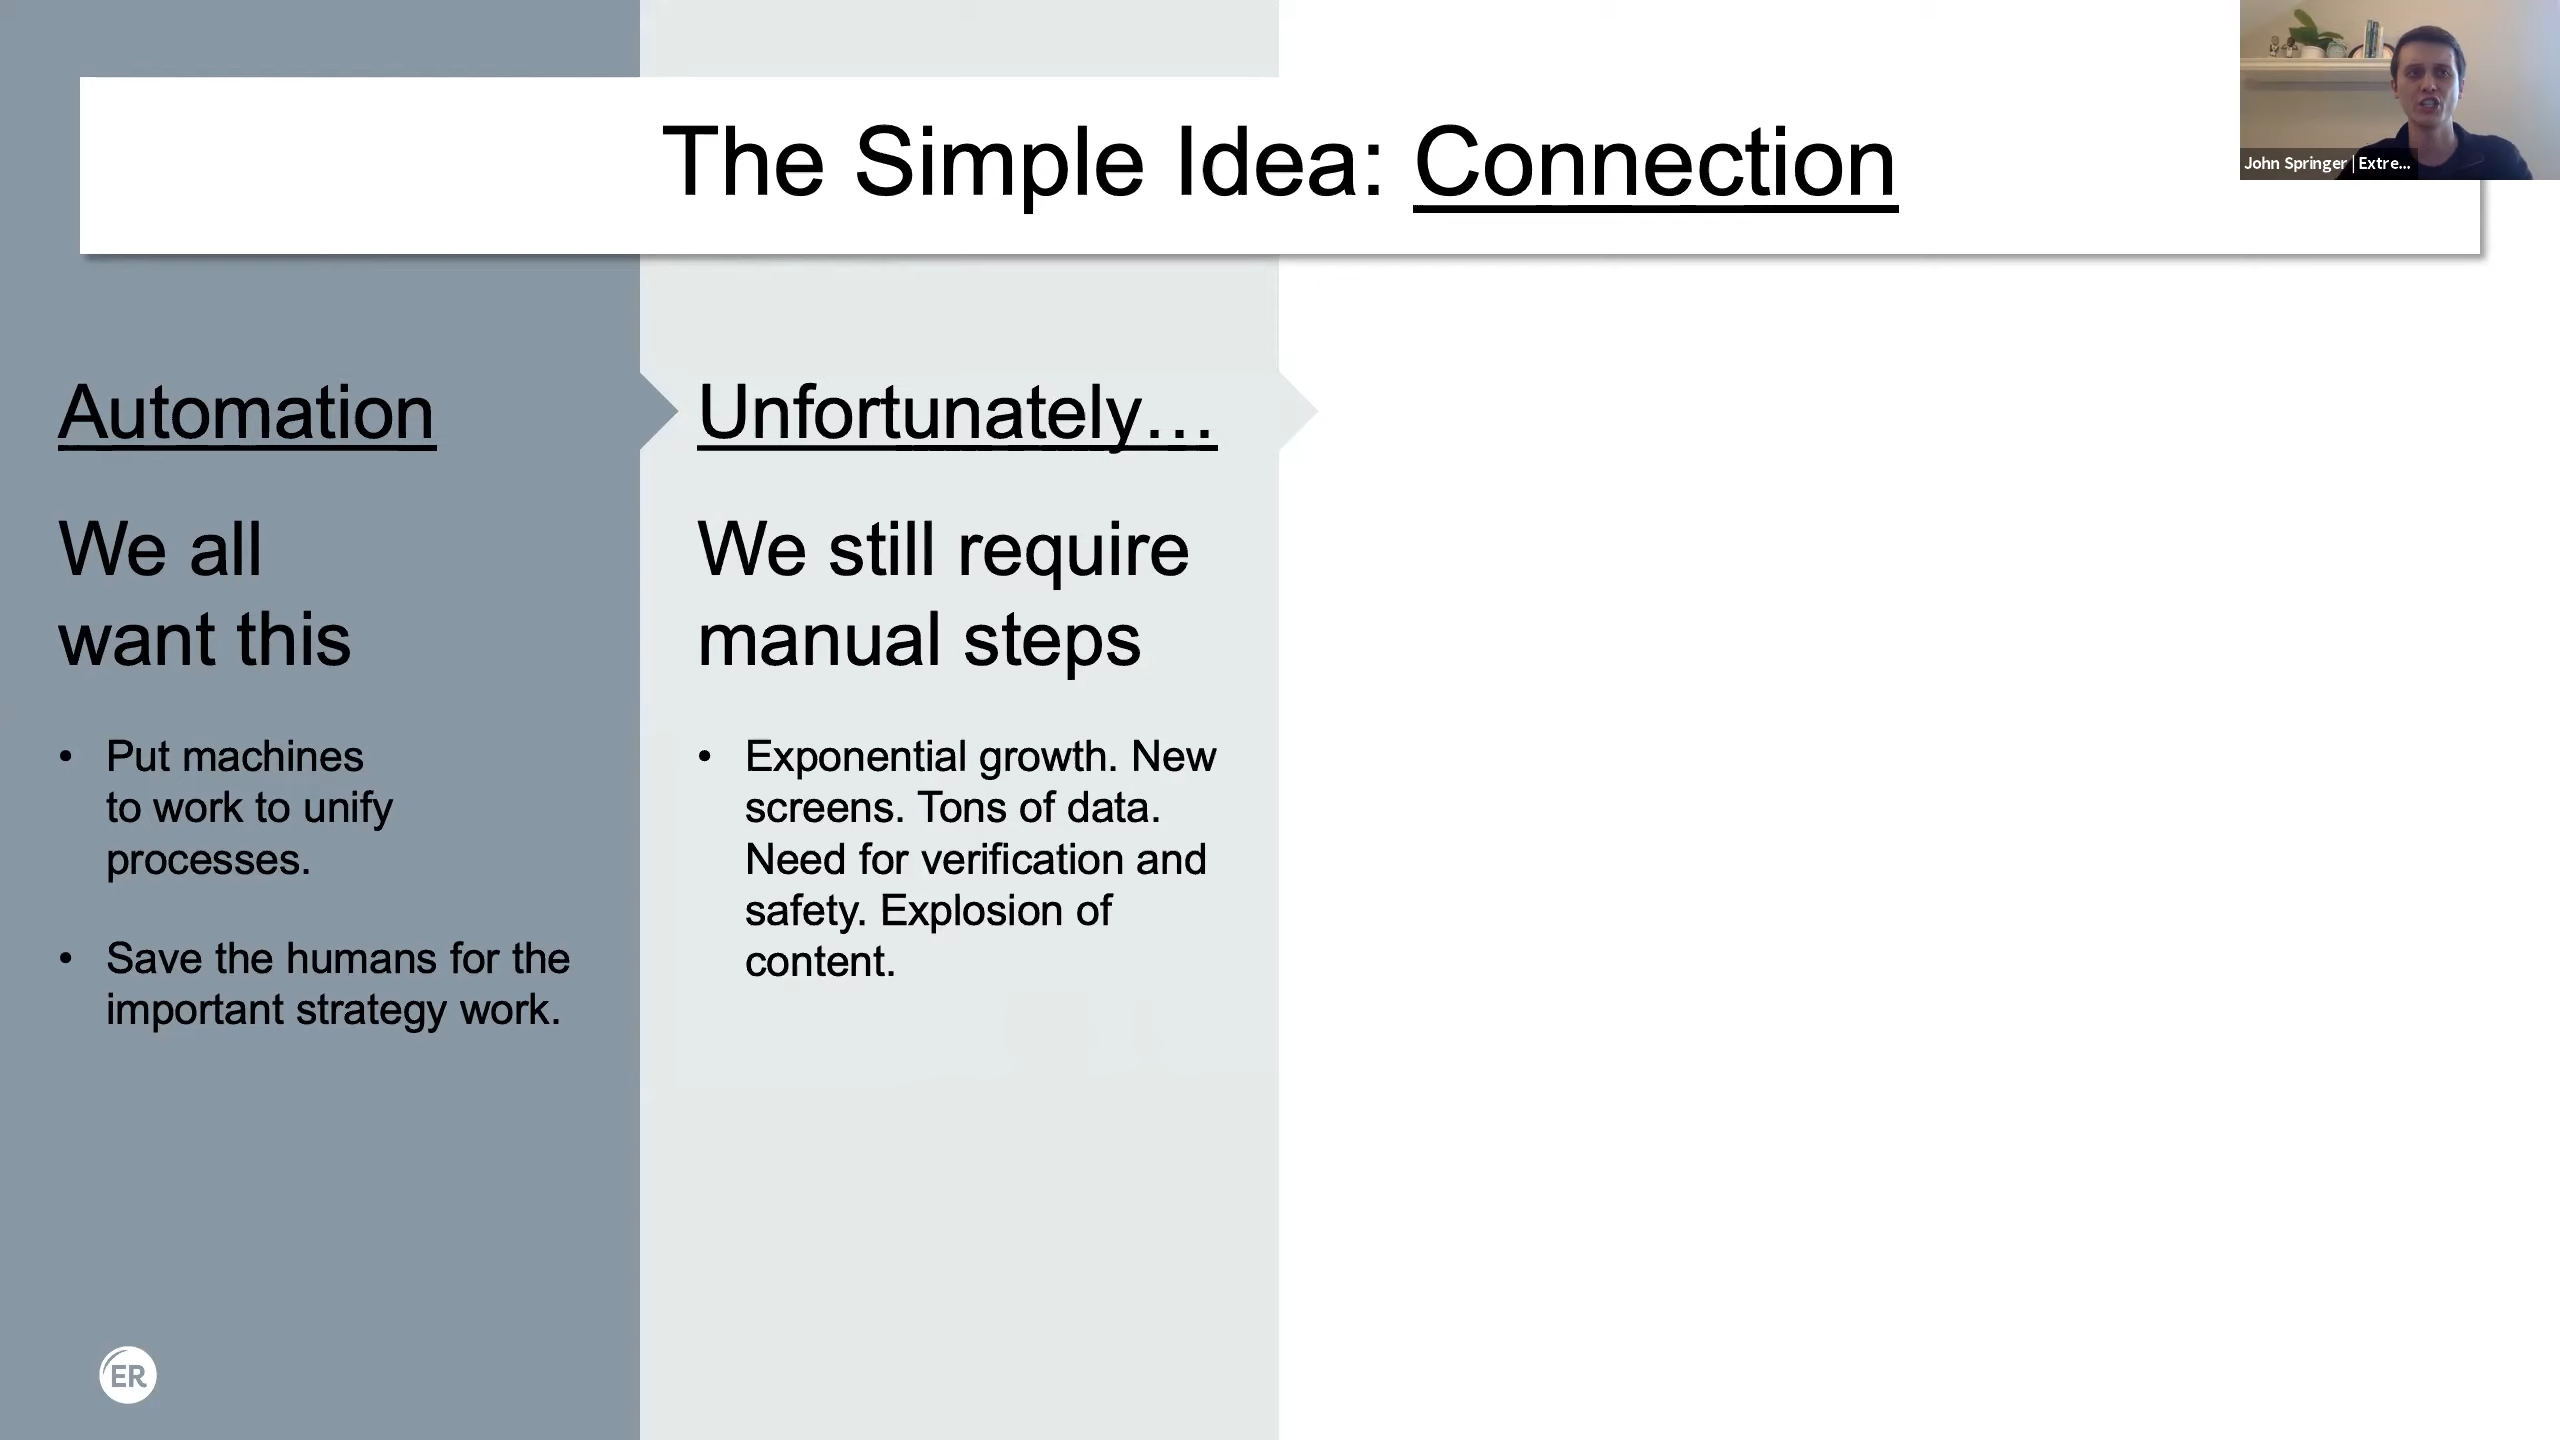 The Simple Idea: Connection
John Springer | Extre...
Automation
We all
want this
• Put machines
to work to unify
processes.
• Save the humans for the
important strategy work.
Unfortunately…
We still require
manual steps
• Exponential growth. New
screens. Tons of data.
Need for verification and
safety. Explosion of
content.
ER